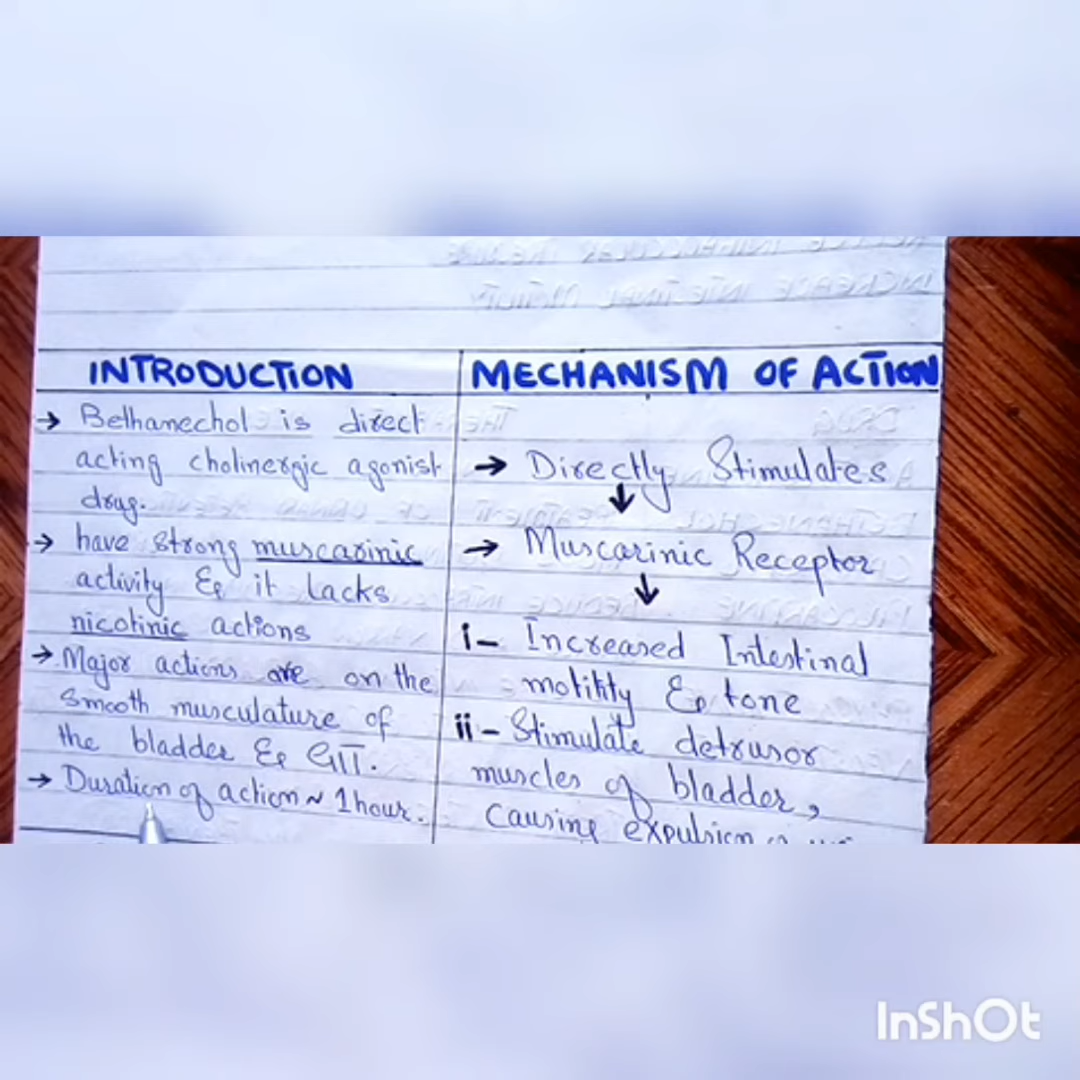 INTRODUCTION
→ Bethanechol is direct
acting cholinergic agonist
drug.
→ have strong muscarinic
activity & it lacks
nicotinic actions
→ Major actions are on the
smooth musculature of
the bladder & GIT.
→ Duration of action ~ 1hour.
MECHANISM OF ACTION
→ Directly Stimulates
↓
→ Muscarinic Receptor
↓
i- Increased Intestinal
motility & tone
ii- Stimulate detrusor
muscles of bladder,
causing expulsion
InShOt